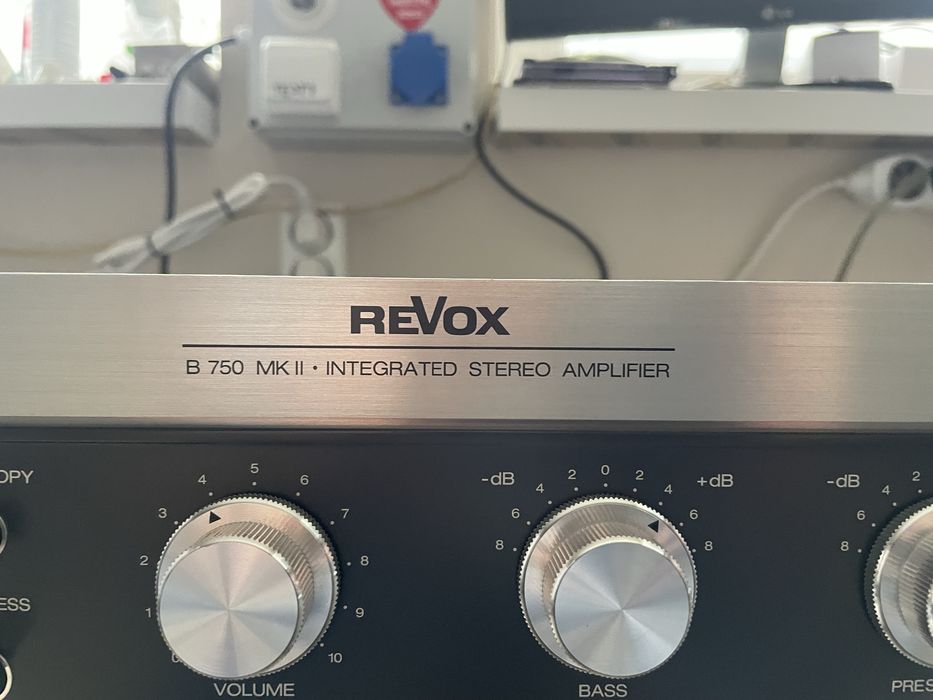 LG
REVOX
B 750 MK II • INTEGRATED STEREO AMPLIFIER
OPY
ESS
0 1 2 3 4 5 6 7 8 9 10
VOLUME
-dB 8 6 4 2 0 2 4 6 8 +dB
BASS
-dB 8 6 4 2
PRES